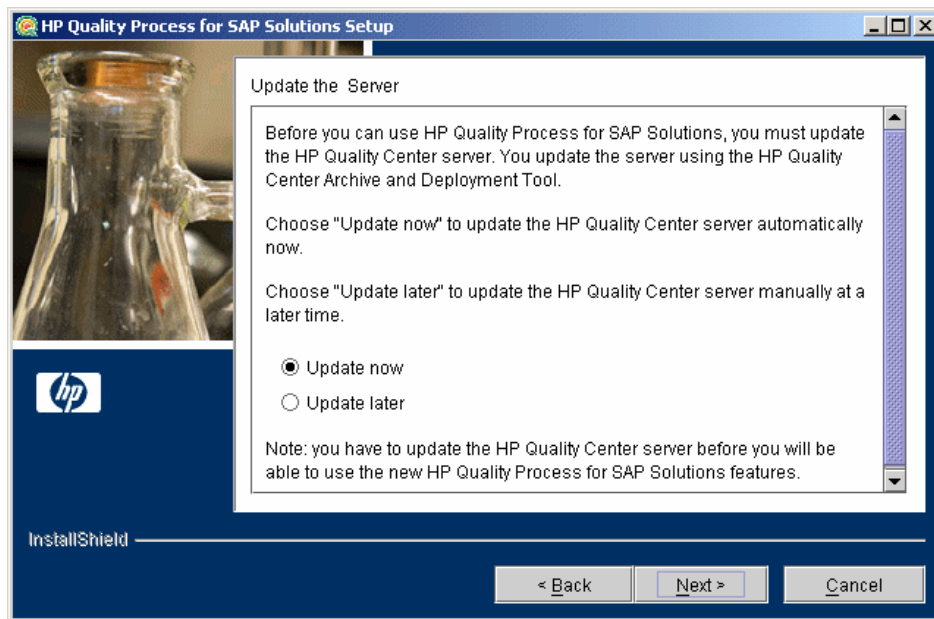 HP Quality Process for SAP Solutions Setup
Update the Server
Before you can use HP Quality Process for SAP Solutions, you must update
the HP Quality Center server. You update the server using the HP Quality
Center Archive and Deployment Tool.
Choose "Update now" to update the HP Quality Center server automatically
now.
Choose "Update later" to update the HP Quality Center server manually at a
later time.
Update now
Update later
hp
Note: you have to update the HP Quality Center server before you will be
able to use the new HP Quality Process for SAP Solutions features.
InstallShield
< Back
Next >
Cancel